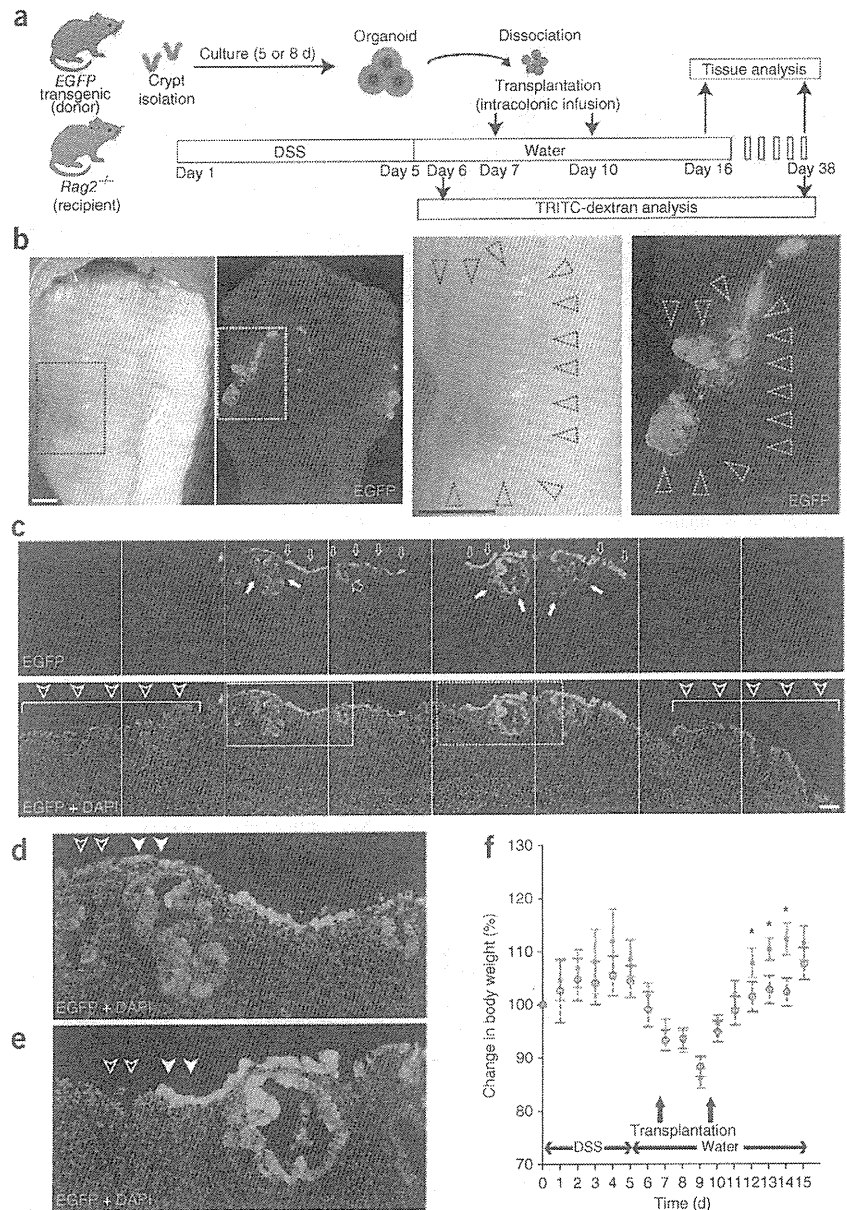 a
EGFP
transgenic
(donor)
Crypt
isolation
Culture (5 or 8 d)
Organoid
Dissociation
Transplantation
(intracolonic infusion)
Tissue analysis
Rag2−/−
(recipient)
DSS
Water
Day 1
Day 5
Day 6
Day 7
Day 10
Day 16
Day 38
TRITC-dextran analysis
b
EGFP
EGFP
c
EGFP
EGFP + DAPI
d
EGFP + DAPI
e
EGFP + DAPI
f
Change in body weight (%)
130
120
110
100
90
80
70
* * *
Transplantation
DSS
Water
0 1 2 3 4 5 6 7 8 9 10 11 12 13 14 15
Time (d)